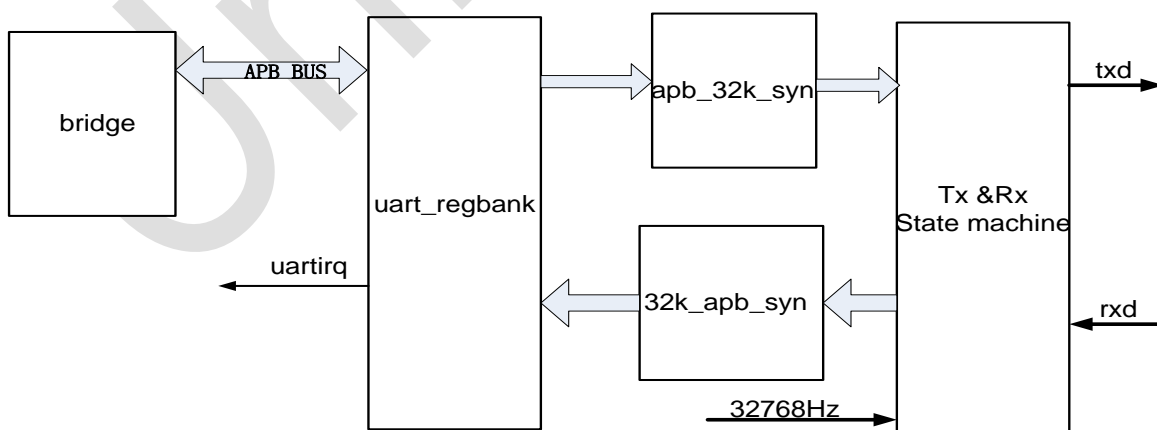 bridge
APB BUS
uart_regbank
uartirq
apb_32k_syn
32k_apb_syn
Tx &Rx
State machine
txd
rxd
32768Hz